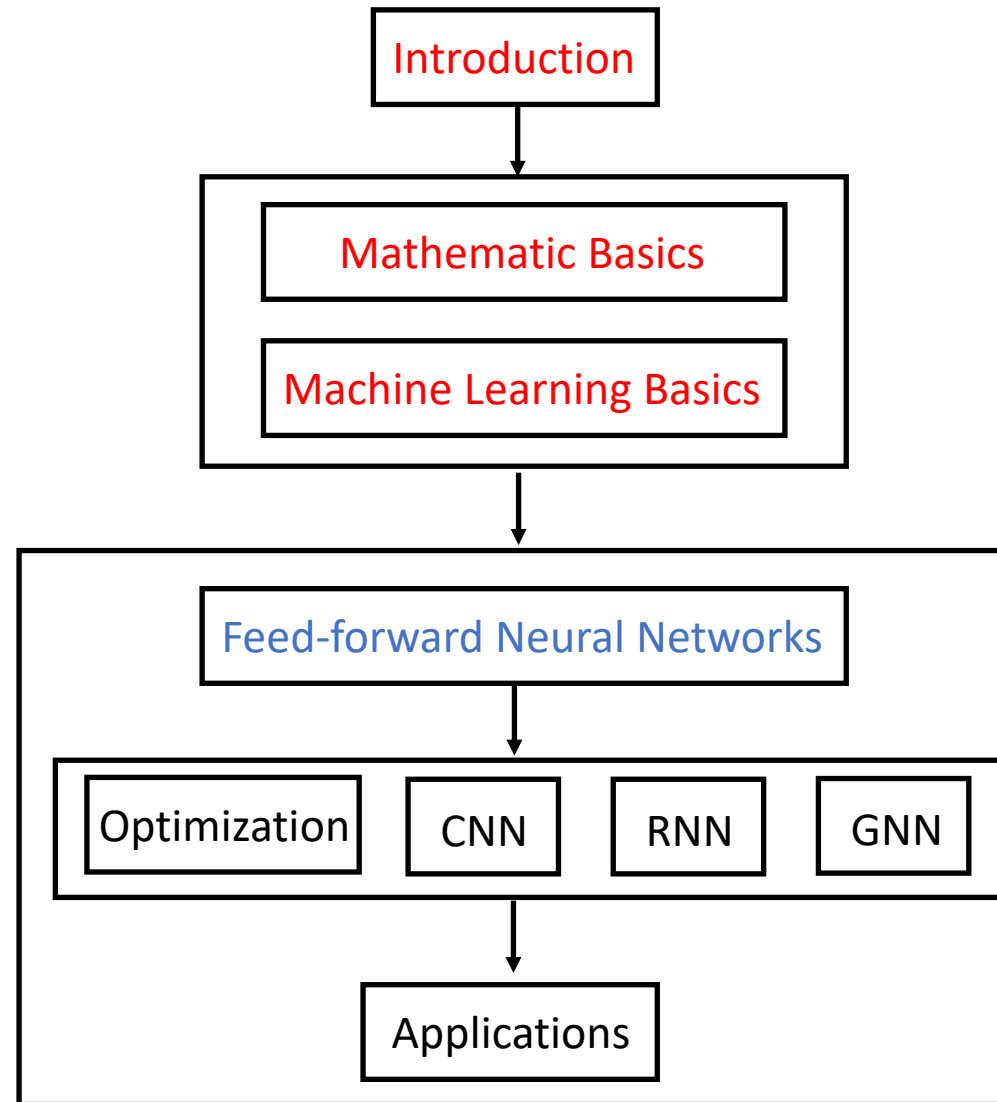 Introduction
Mathematic Basics
Machine Learning Basics
Feed-forward Neural Networks
Optimization
CNN
RNN
GNN
Applications